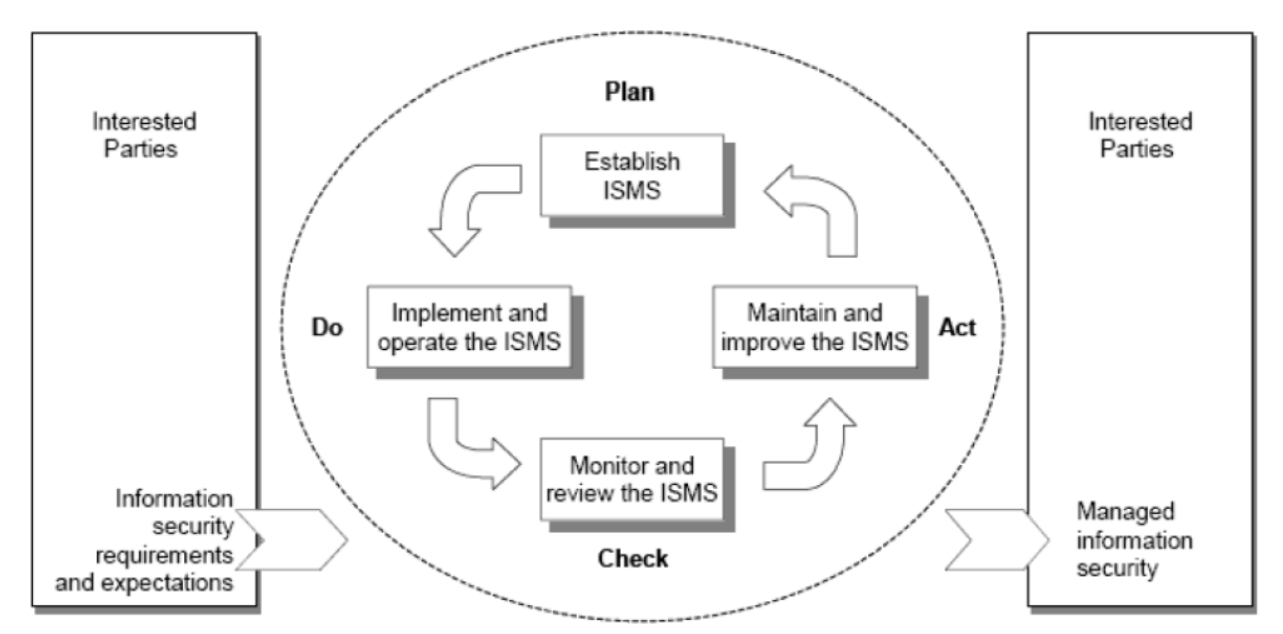 Interested
Parties
Information
security
requirements
and expectations
Plan
Establish
ISMS
Do
Implement and
operate the ISMS
Maintain and
improve the ISMS
Act
Monitor and
review the ISMS
Check
Interested
Parties
Managed
information
security